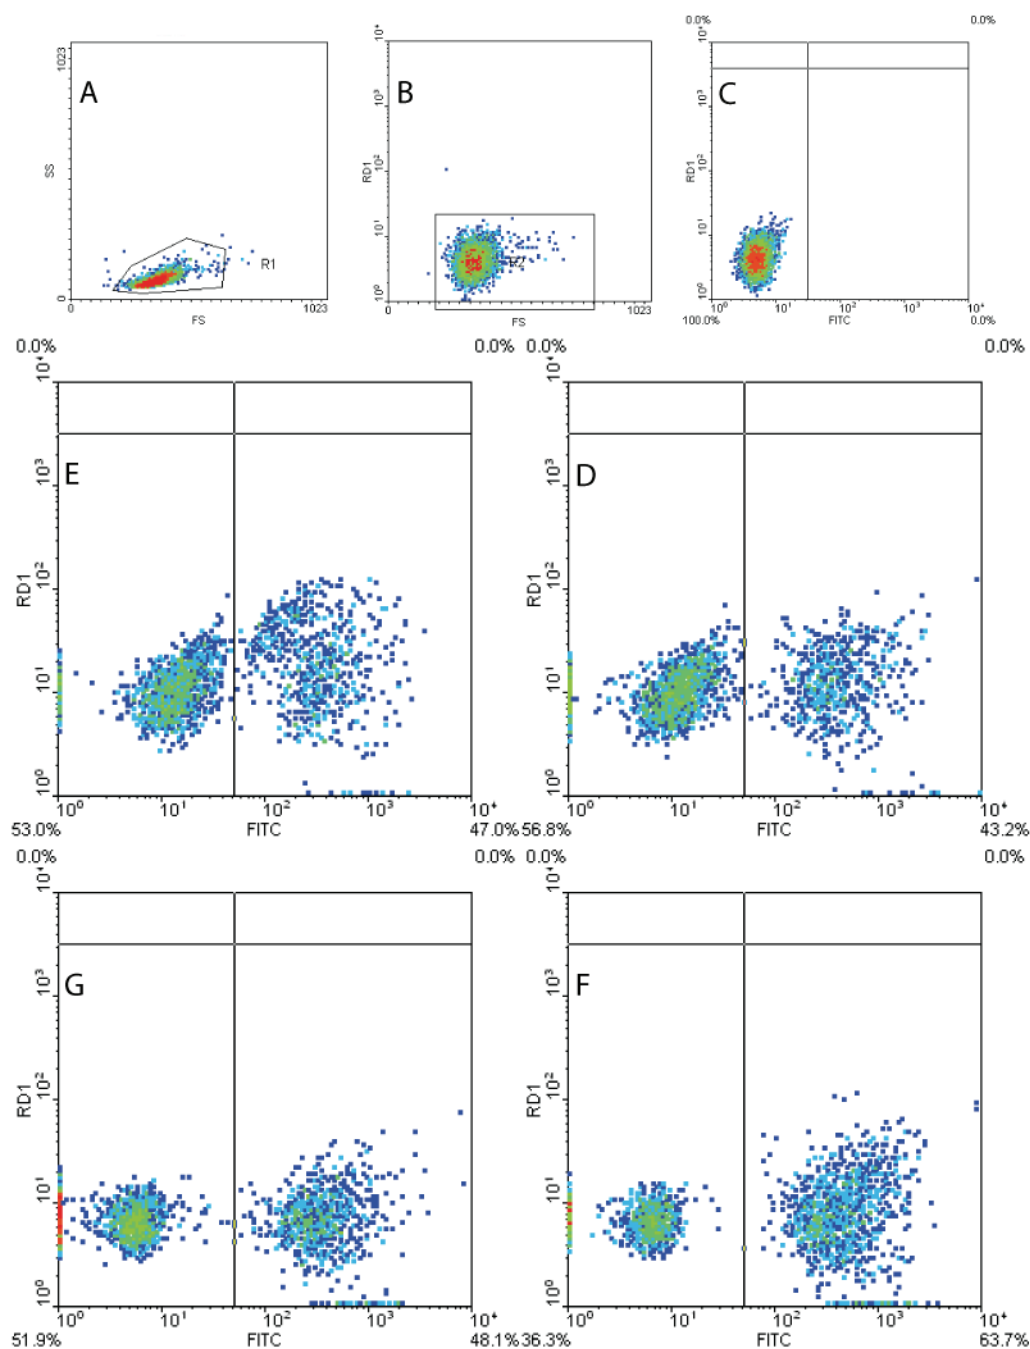 0.0% 0.0%
1023 A SS R1 0 0 FS 1023
10⁴ B 10³ RD1 10² 10¹ R2 10⁰ 0 FS 1023
10⁴ C 10³ RD1 10² 10¹ 10⁰ 10⁰ 10¹ 10² 10³ 10⁴
100.0% FITC 0.0%
0.0% 0.0% 0.0% 0.0%
10⁴ E 10³ RD1 10² 10¹ 10⁰ 10⁰ 10¹ 10² 10³ 10⁴
10⁴ D 10³ RD1 10² 10¹ 10⁰ 10⁰ 10¹ 10² 10³ 10⁴
53.0% FITC 47.0% 56.8% FITC 43.2%
0.0% 0.0% 0.0% 0.0%
10⁴ G 10³ RD1 10² 10¹ 10⁰ 10⁰ 10¹ 10² 10³ 10⁴
10⁴ F 10³ RD1 10² 10¹ 10⁰ 10⁰ 10¹ 10² 10³ 10⁴
51.9% FITC 48.1% 36.3% FITC 63.7%